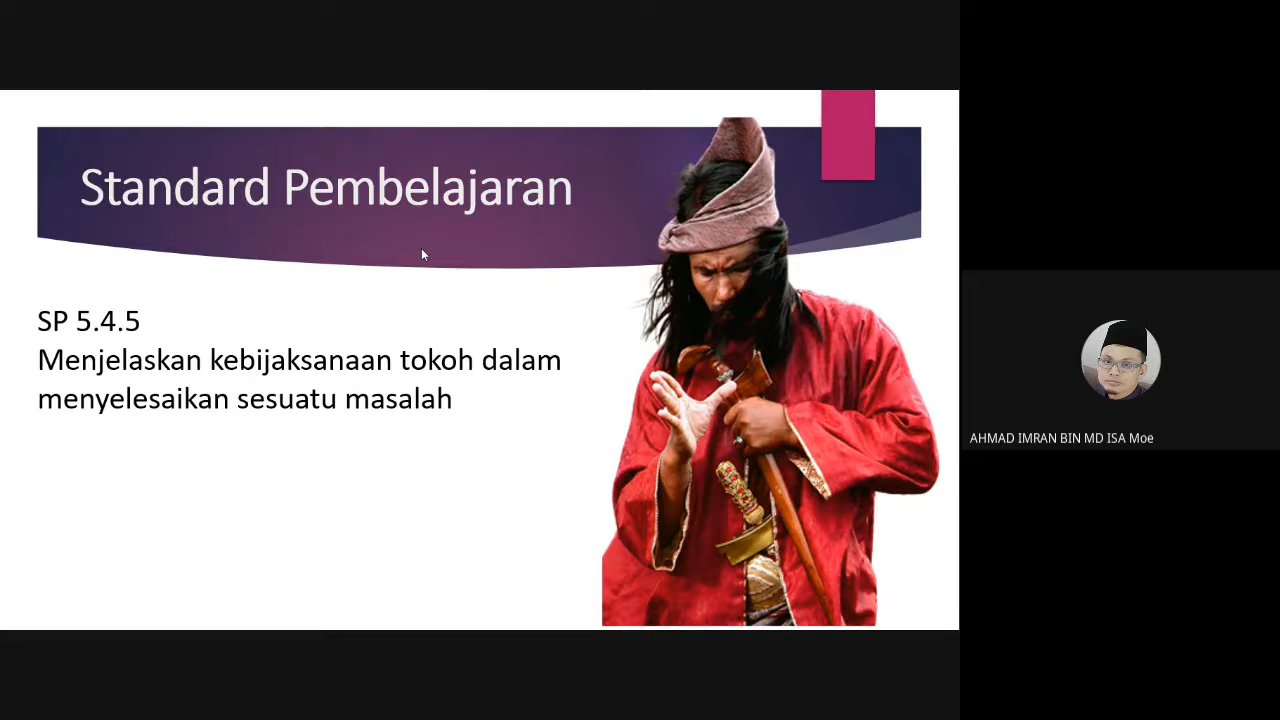 Standard Pembelajaran
SP 5.4.5
Menjelaskan kebijaksanaan tokoh dalam
menyelesaikan sesuatu masalah
AHMAD IMRAN BIN MD ISA Moe